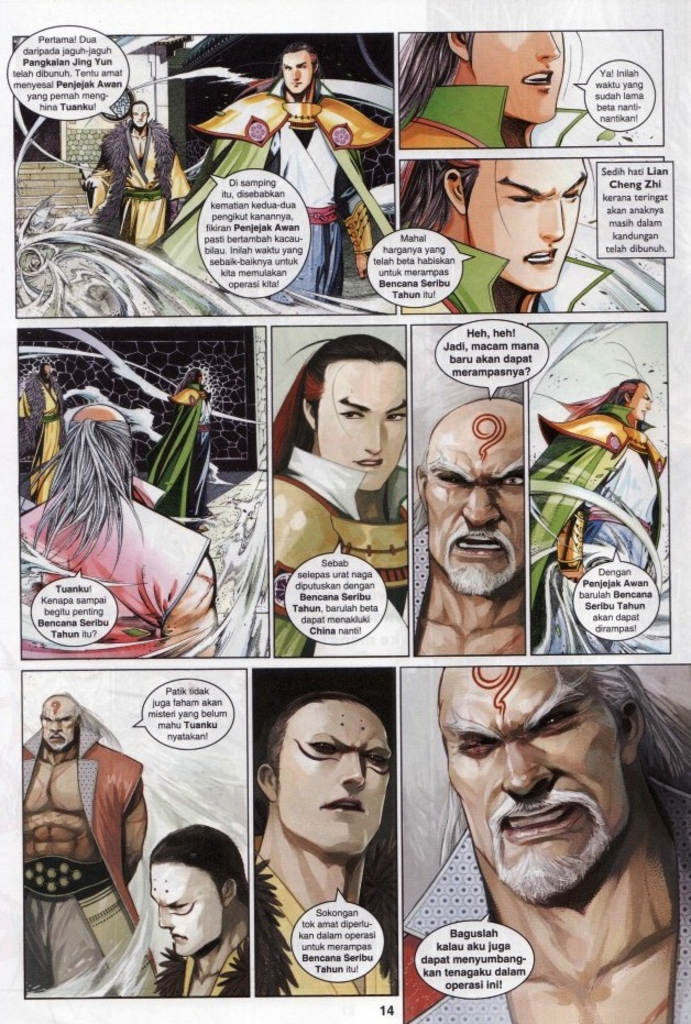 Pertama! Dua
daripada jaguh-jaguh
Pangkalan Jing Yun
telah dibunuh, Tentu amat
menyesal Penjejak Awan
yang pernah meng-
hina Tuanku!
Di samping
itu, disebabkan
kematian kedua-dua
pengikut kanannya,
fikiran Penjejak Awan
pasti bertambah kacau-
bilau. Inilah waktu yang
sebaik-baiknya untuk
kita memulakan
operasi kita!
Ya! Inilah
waktu yang
sudah lama
beta nanti-
nantikan!
Mahal
harganya yang
telah beta habiskan
untuk merampas
Bencana Seribu
Tahun itu!
Sedih hati Lian
Cheng Zhi
kerana teringat
akan anaknya
masih dalam
kandungan
telah dibunuh.
Tuanku!
Kenapa sampai
begitu penting
Bencana Seribu
Tahun itu?
Sebab
selepas urat naga
diputuskan dengan
Bencana Seribu
Tahun, barulah beta
dapat menakluki
China nanti!
Heh, heh!
Jadi, macam mana
baru akan dapat
merampasnya?
Dengan
Penjejak Awan
barulah Bencana
Seribu Tahun
akan dapat
dirampas!
Patik tidak
juga faham akan
misteri yang belum
mahu Tuanku
nyatakan!
Sokongan
tok amat diperlu-
kan dalam operasi
untuk merampas
Bencana Seribu
Tahun itu!
Baguslah
kalau aku juga
dapat menyumbang-
kan tenagaku dalam
operasi ini!
14